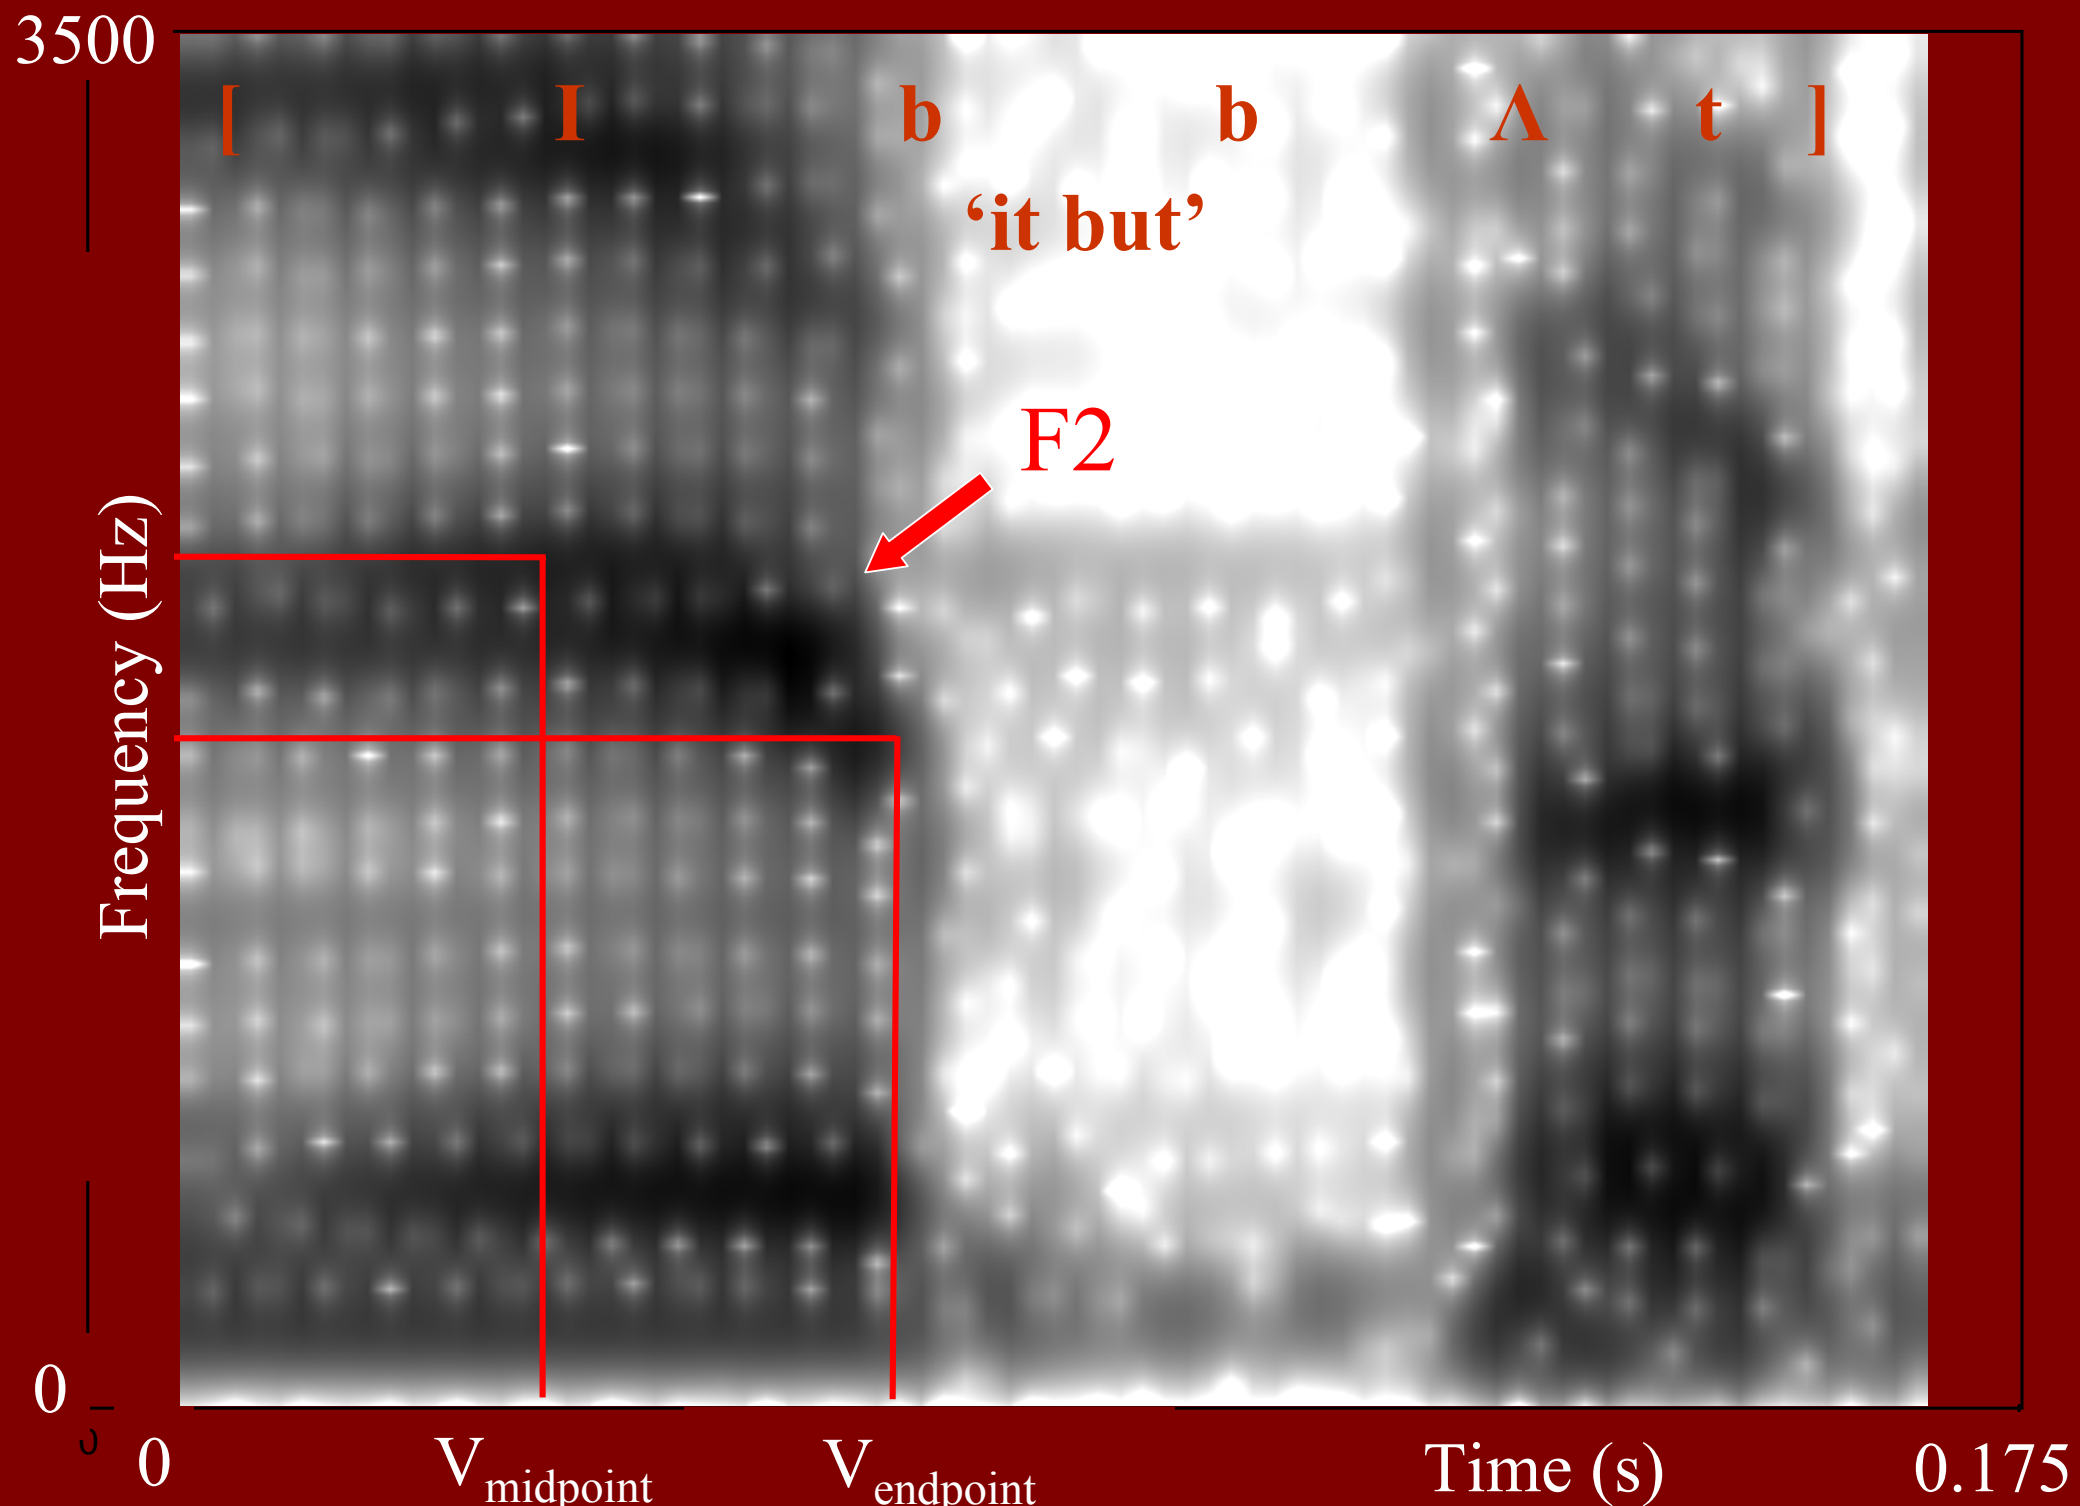 3500
[ I b b Λ t ]
‘it but’
F2
Frequency (Hz)
0
0 Vmidpoint Vendpoint Time (s) 0.175